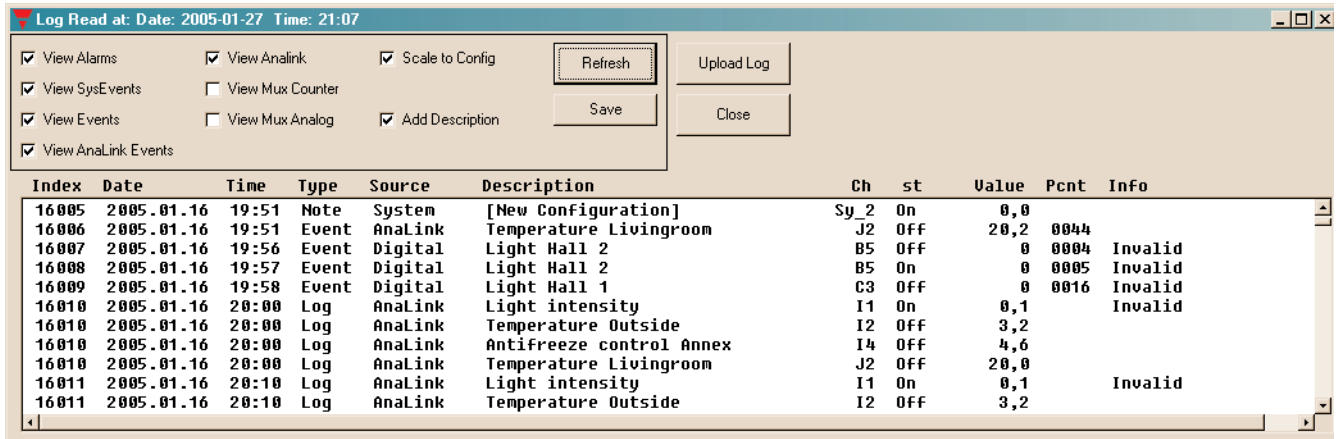 Log Read at: Date: 2005-01-27 Time: 21:07
View Alarms View Analink Scale to Config Refresh Upload Log
View SysEvents View Mux Counter
View Events View Mux Analog Add Description Save Close
View AnaLink Events
Index Date Time Type Source Description Ch st Value Pcnt Info
16005 2005.01.16 19:51 Note System [New Configuration] Sy_2 On 0,0
16006 2005.01.16 19:51 Event AnaLink Temperature Livingroom J2 Off 20,2 0044
16007 2005.01.16 19:56 Event Digital Light Hall 2 B5 Off 0 0004 Invalid
16008 2005.01.16 19:57 Event Digital Light Hall 2 B5 On 0 0005 Invalid
16009 2005.01.16 19:58 Event Digital Light Hall 1 C3 Off 0 0016 Invalid
16010 2005.01.16 20:00 Log AnaLink Light intensity I1 On 0,1 Invalid
16010 2005.01.16 20:00 Log AnaLink Temperature Outside I2 Off 3,2
16010 2005.01.16 20:00 Log AnaLink Antifreeze control Annex I4 Off 4,6
16010 2005.01.16 20:00 Log AnaLink Temperature Livingroom J2 Off 20,0
16011 2005.01.16 20:10 Log AnaLink Light intensity I1 On 0,1 Invalid
16011 2005.01.16 20:10 Log AnaLink Temperature Outside I2 Off 3,2